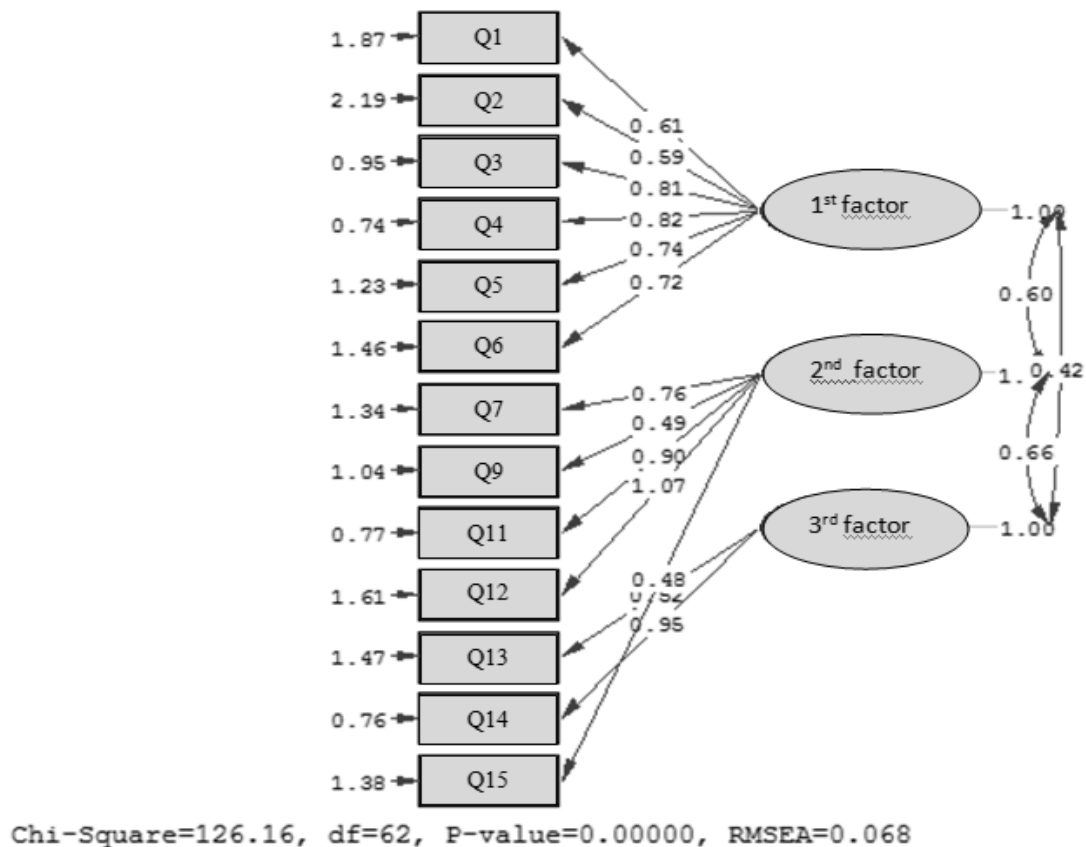 1.87
Q1
2.19
Q2
0.95
Q3
0.74
Q4
1.23
Q5
1.46
Q6
1.34
Q7
1.04
Q9
0.77
Q11
1.61
Q12
1.47
Q13
0.76
Q14
1.38
Q15
0.61
0.59
0.81
0.82
0.74
0.72
0.76
0.49
0.90
1.07
0.48
0.95
1st factor
2nd factor
3rd factor
1.00
0.60
0.42
0.66
1.00
Chi-Square=126.16, df=62, P-value=0.00000, RMSEA=0.068